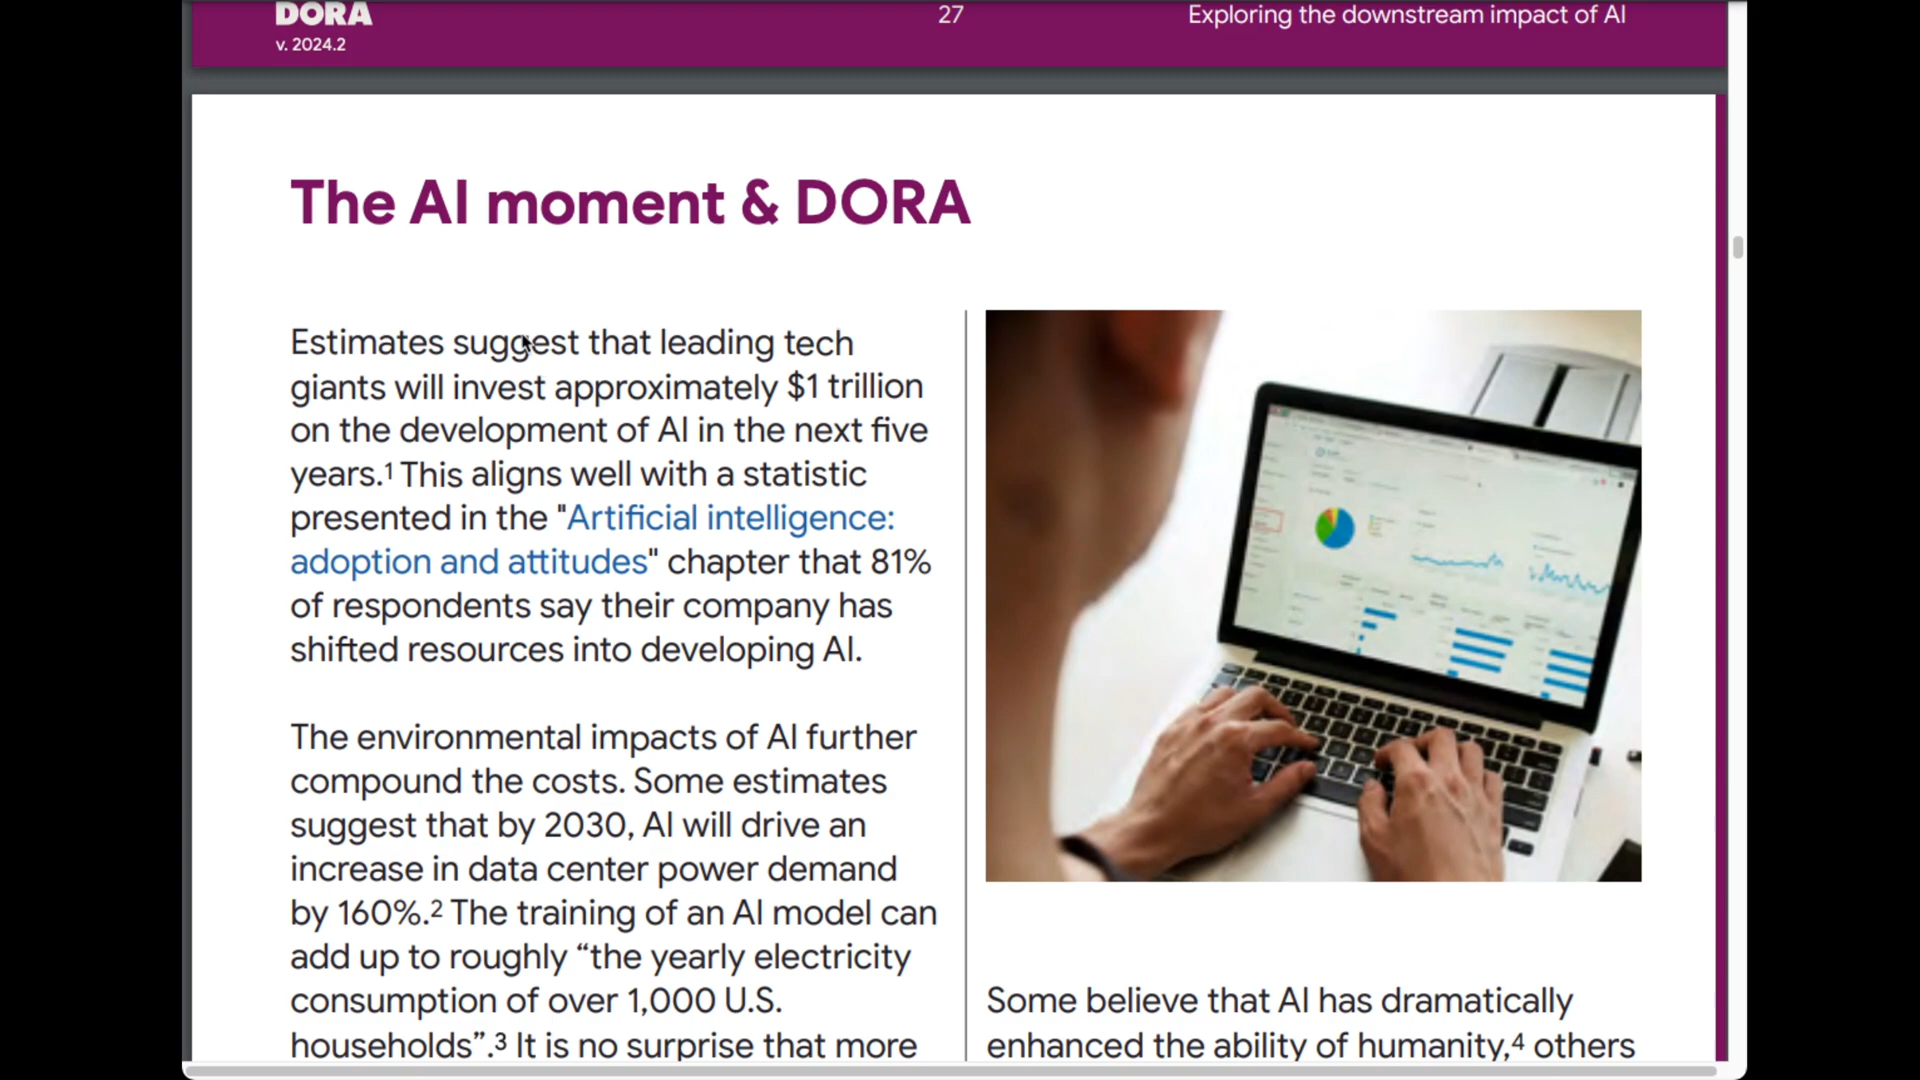 DORA
v. 2024.2
27
Exploring the downstream impact of AI
The AI moment & DORA
Estimates suggest that leading tech
giants will invest approximately $1 trillion
on the development of AI in the next five
years.1 This aligns well with a statistic
presented in the "Artificial intelligence:
adoption and attitudes" chapter that 81%
of respondents say their company has
shifted resources into developing AI.
The environmental impacts of AI further
compound the costs. Some estimates
suggest that by 2030, AI will drive an
increase in data center power demand
by 160%.2 The training of an AI model can
add up to roughly “the yearly electricity
consumption of over 1,000 U.S.
households”.3 It is no surprise that more
Some believe that AI has dramatically
enhanced the ability of humanity,4 others